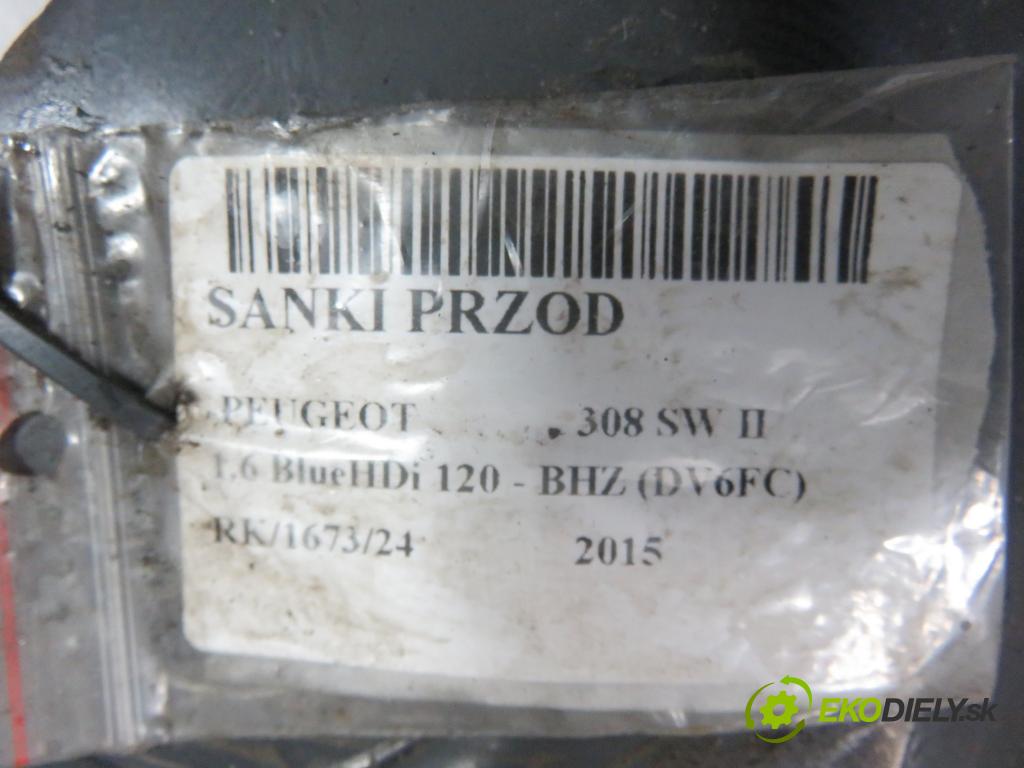 SANKI PRZOD
PEUGEOT 308 SW II
1.6 BlueHDi 120 - BHZ (DV6FC)
RK/1673/24 2015
EKODIELY.sk